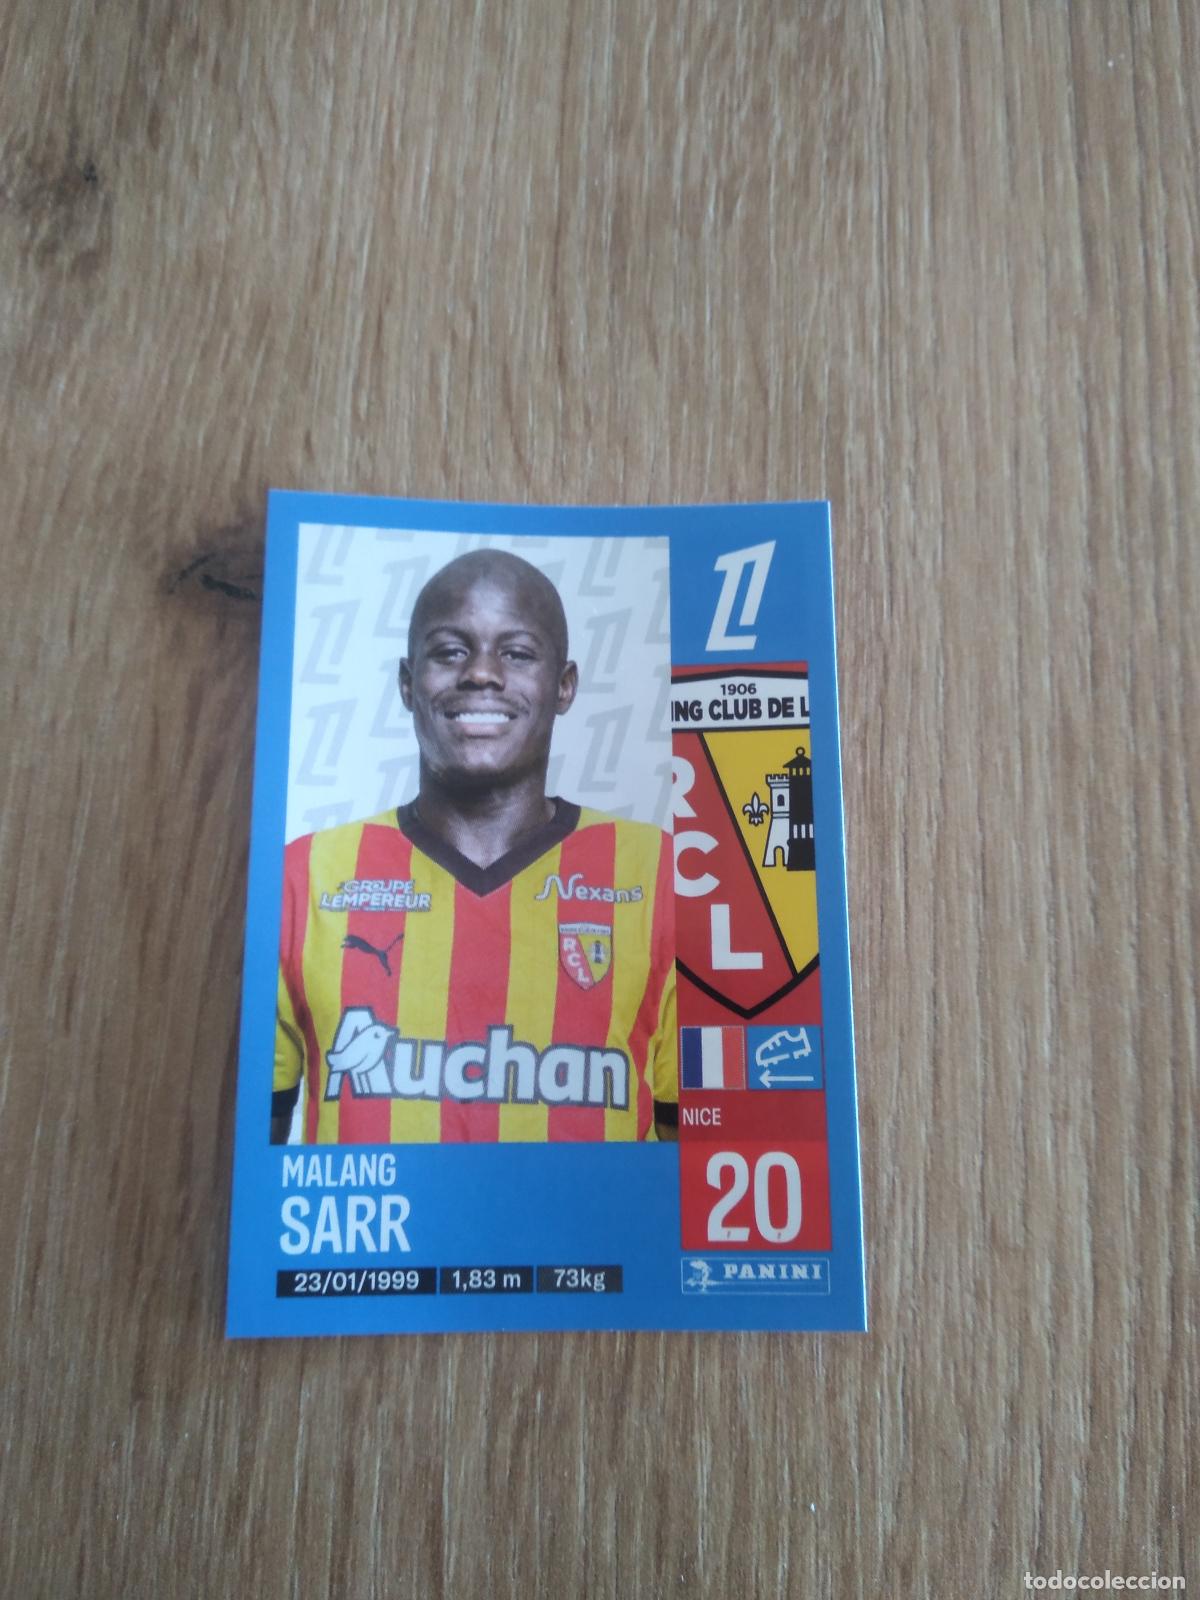 1906
ING CLUB DE L
R
C
L
GROUPE
LEMPEREUR
Nexans
RCL
Auchan
NICE
MALANG
SARR
20
23/01/1999 1,83 m 73kg
PANINI
todocoleccion